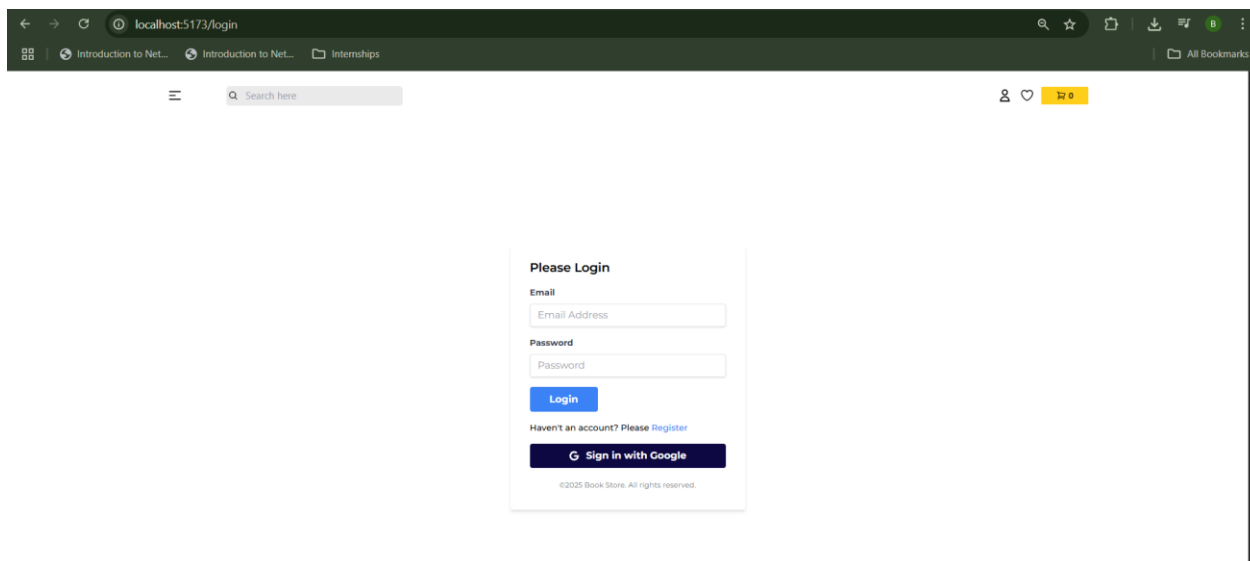 localhost:5173/login
B
Introduction to Net... Introduction to Net... Internships All Bookmarks
Search here 0
Please Login
Email
Email Address
Password
Password
Login
Haven't an account? Please Register
G Sign in with Google
©2025 Book Store. All rights reserved.